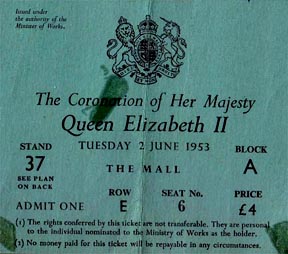 Issued under
the authority of the
Minister of Works.
The Coronation of Her Majesty
Queen Elizabeth II
STAND TUESDAY 2 JUNE 1953 BLOCK
37 THE MALL A
SEE PLAN
ON BACK
ROW SEAT No. PRICE
ADMIT ONE E 6 £4
(1) The rights conferred by this ticket are not transferable. They are personal
to the individual nominated to the Ministry of Works as the holder.
(2) No money paid for this ticket will be repayable in any circumstances.